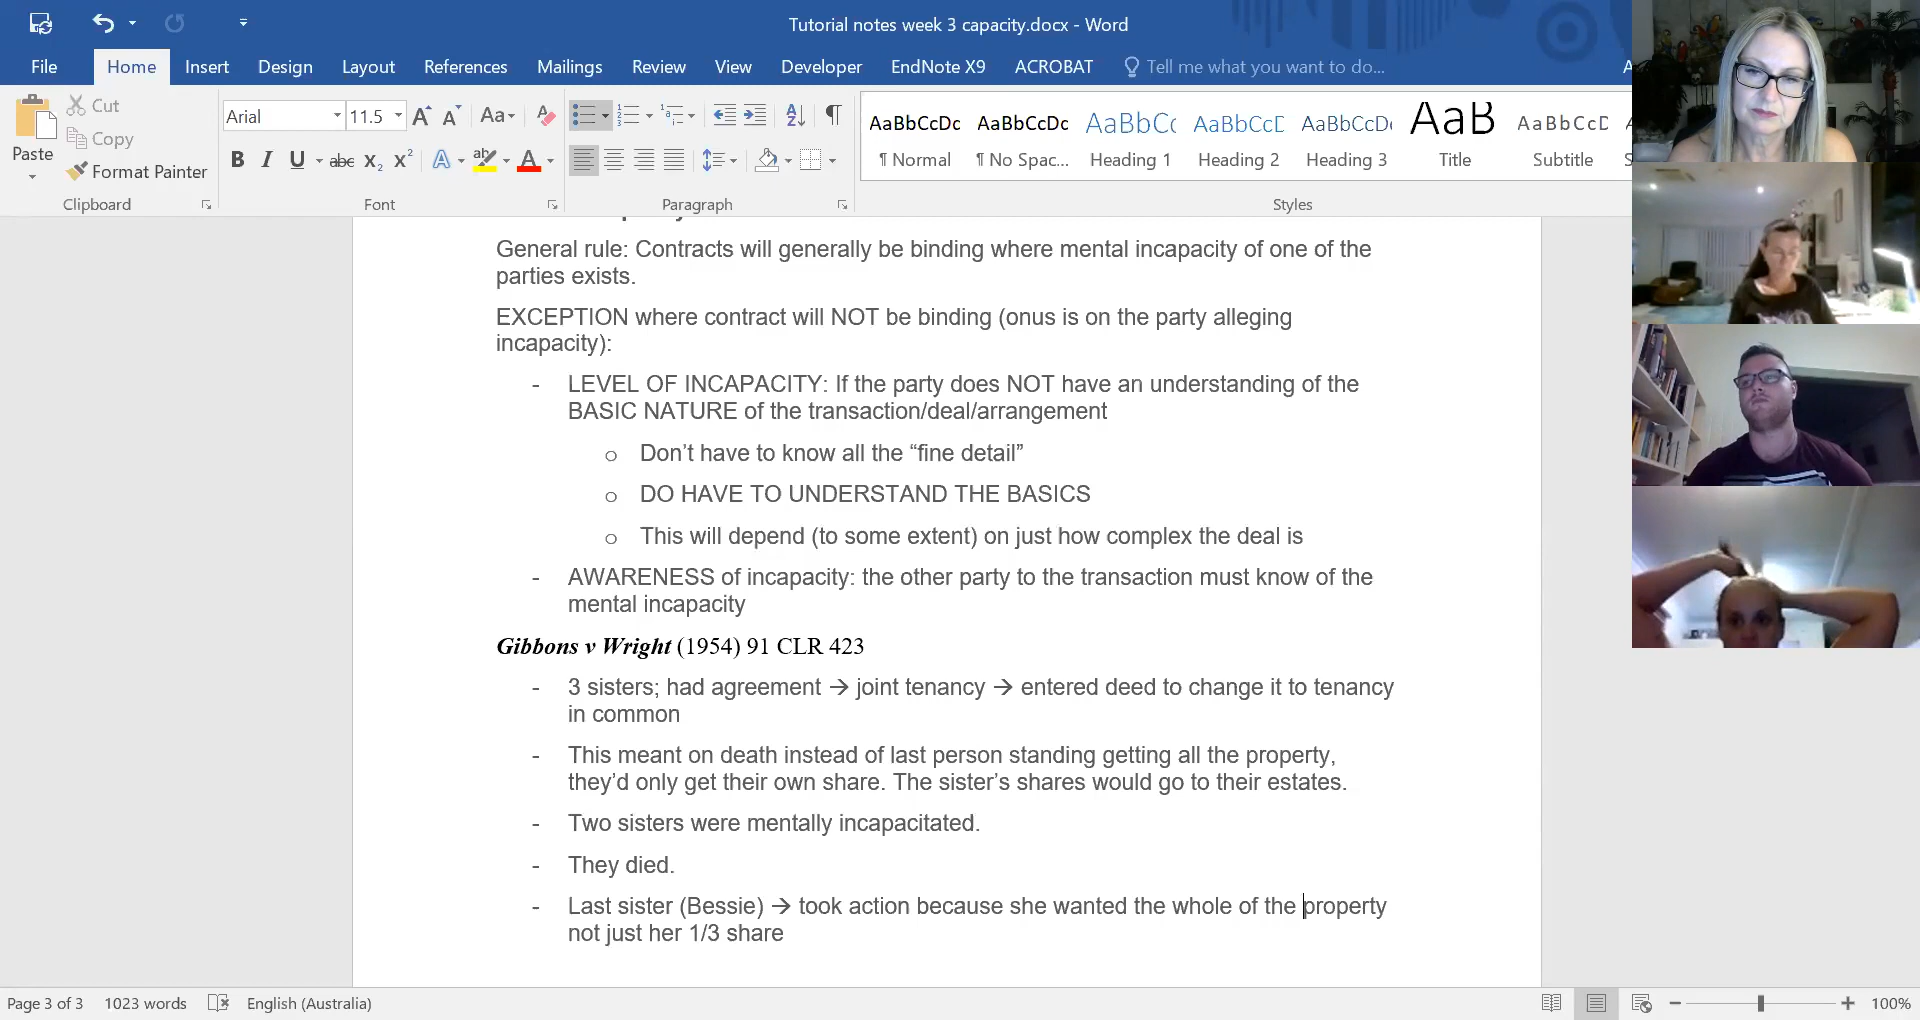 Tutorial notes week 3 capacity.docx - Word
File Home Insert Design Layout References Mailings Review View Developer EndNote X9 ACROBAT Tell me what you want to do...
Paste
Cut
Copy
Format Painter
Clipboard
Arial 11.5
Font
Paragraph
AaBbCcDc AaBbCcDc AaBbCc AaBbCcD AaBbCcDc AaB AaBbCcD
¶ Normal ¶ No Spac... Heading 1 Heading 2 Heading 3 Title Subtitle
Styles
General rule: Contracts will generally be binding where mental incapacity of one of the
parties exists.
EXCEPTION where contract will NOT be binding (onus is on the party alleging
incapacity):
- LEVEL OF INCAPACITY: If the party does NOT have an understanding of the
BASIC NATURE of the transaction/deal/arrangement
o Don’t have to know all the “fine detail”
o DO HAVE TO UNDERSTAND THE BASICS
o This will depend (to some extent) on just how complex the deal is
- AWARENESS of incapacity: the other party to the transaction must know of the
mental incapacity
Gibbons v Wright (1954) 91 CLR 423
- 3 sisters; had agreement → joint tenancy → entered deed to change it to tenancy
in common
- This meant on death instead of last person standing getting all the property,
they’d only get their own share. The sister’s shares would go to their estates.
- Two sisters were mentally incapacitated.
- They died.
- Last sister (Bessie) → took action because she wanted the whole of the property
not just her 1/3 share
Page 3 of 3 1023 words English (Australia) 100%